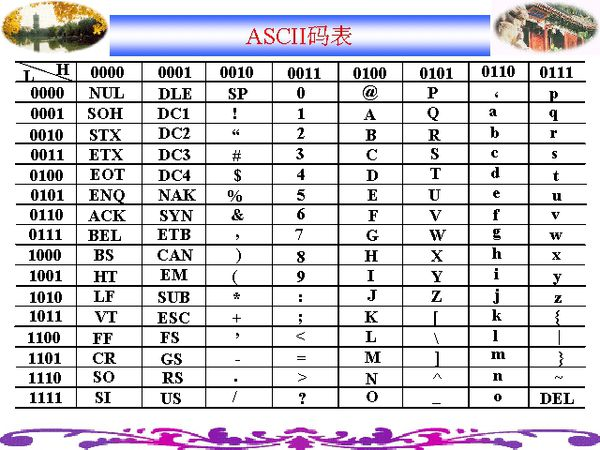 ASCII码表
L H 0000 0001 0010 0011 0100 0101 0110 0111
0000 NUL DLE SP 0 @ P ‘ p
0001 SOH DC1 ! 1 A Q a q
0010 STX DC2 “ 2 B R b r
0011 ETX DC3 # 3 C S c s
0100 EOT DC4 $ 4 D T d t
0101 ENQ NAK % 5 E U e u
0110 ACK SYN & 6 F V f v
0111 BEL ETB ’ 7 G W g w
1000 BS CAN ) 8 H X h x
1001 HT EM ( 9 I Y i y
1010 LF SUB * : J Z j z
1011 VT ESC + ; K [ k {
1100 FF FS ’ < L \ l |
1101 CR GS - = M ] m }
1110 SO RS . > N ^ n ~
1111 SI US / ? O _ o DEL